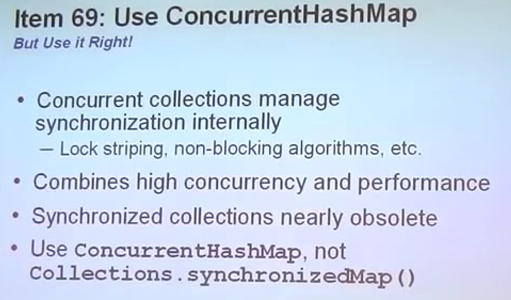 Item 69: Use ConcurrentHashMap
But Use it Right!
• Concurrent collections manage
synchronization internally
– Lock striping, non-blocking algorithms, etc.
• Combines high concurrency and performance
• Synchronized collections nearly obsolete
• Use ConcurrentHashMap, not
Collections.synchronizedMap()